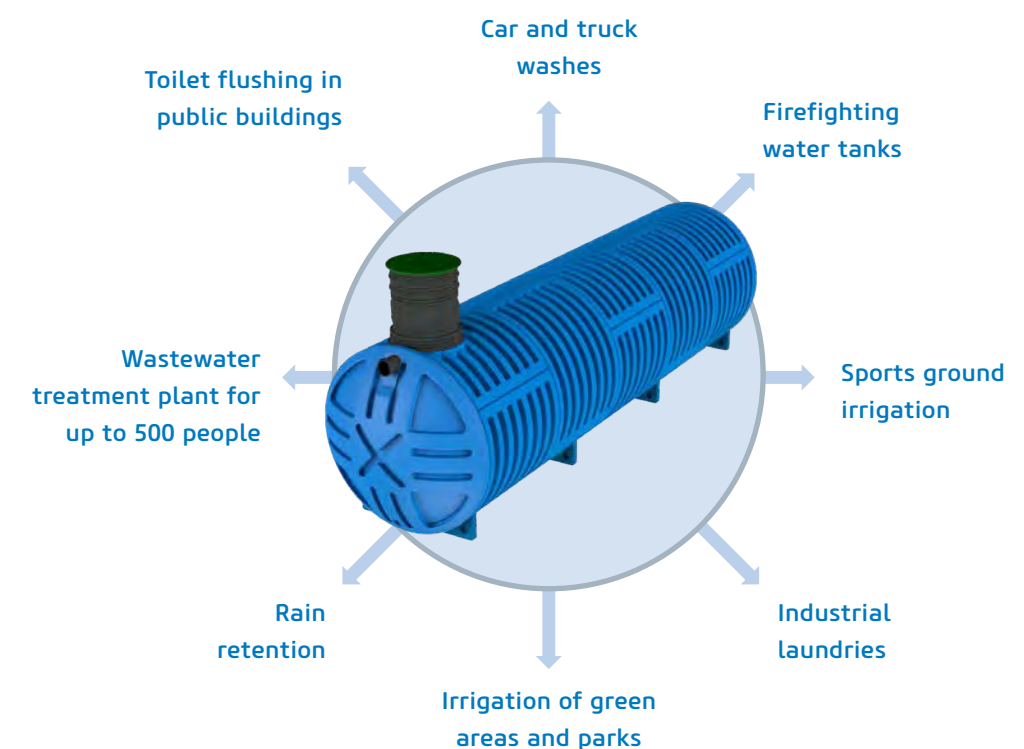 Car and truck
washes
Toilet flushing in
public buildings
Firefighting
water tanks
Wastewater
treatment plant for
up to 500 people
Sports ground
irrigation
Rain
retention
Industrial
laundries
Irrigation of green
areas and parks